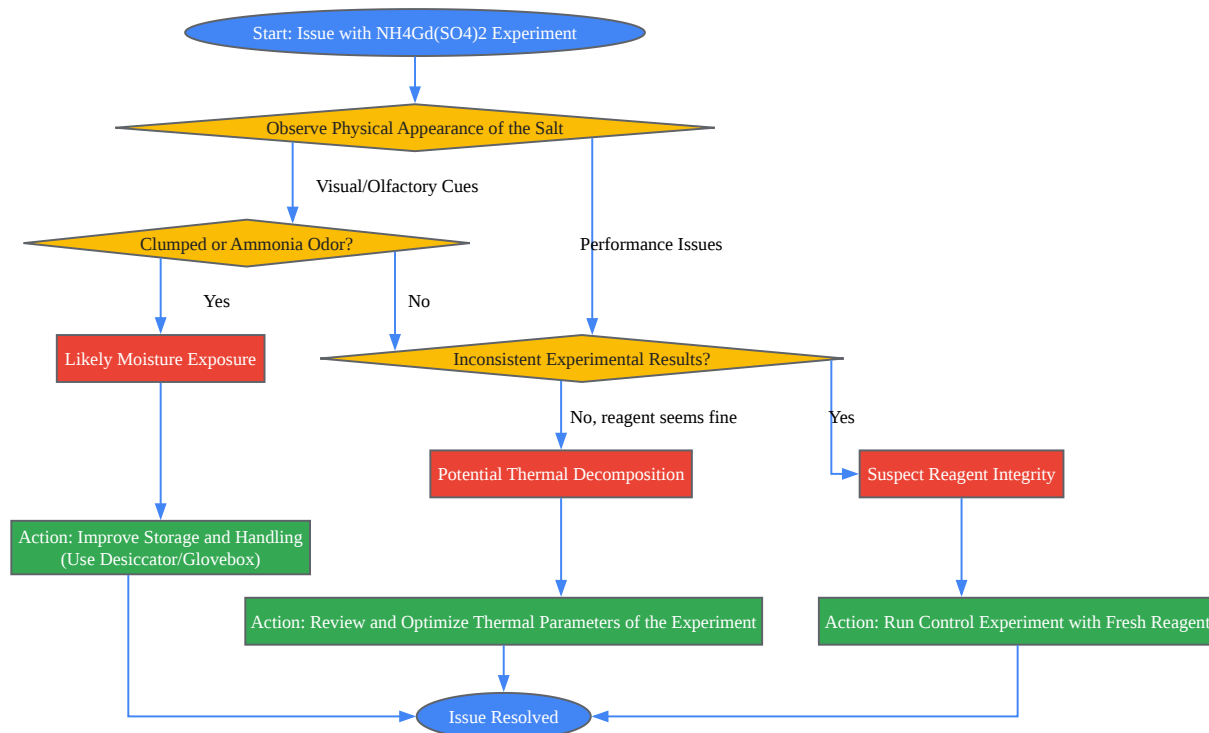 Start: Issue with NH4Gd(SO4)2 Experiment
Observe Physical Appearance of the Salt
Visual/Olfactory Cues
Clumped or Ammonia Odor?
Performance Issues
Yes
No
Likely Moisture Exposure
Inconsistent Experimental Results?
No, reagent seems fine
Yes
Potential Thermal Decomposition
Suspect Reagent Integrity
Action: Improve Storage and Handling
(Use Desiccator/Glovebox)
Action: Review and Optimize Thermal Parameters of the Experiment
Action: Run Control Experiment with Fresh Reagent
Issue Resolved